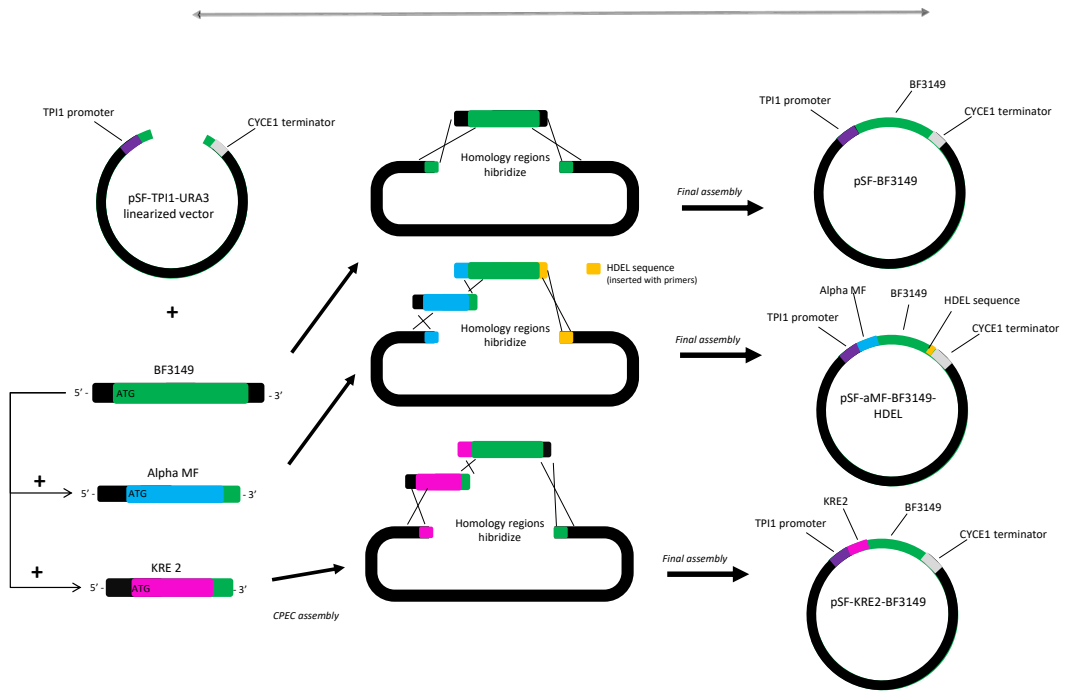 TPI1 promoter
CYCE1 terminator
pSF-TPI1-URA3
linearized vector
+
BF3149
5’ -
ATG
- 3’
+
Alpha MF
5’ -
ATG
- 3’
+
KRE 2
5’ -
ATG
- 3’
CPEC assembly
Homology regions
hibridize
Final assembly
HDEL sequence
(inserted with primers)
Homology regions
hibridize
Final assembly
Homology regions
hibridize
Final assembly
BF3149
TPI1 promoter
CYCE1 terminator
pSF-BF3149
Alpha MF
BF3149
HDEL sequence
TPI1 promoter
CYCE1 terminator
pSF-aMF-BF3149-
HDEL
KRE2
BF3149
TPI1 promoter
CYCE1 terminator
pSF-KRE2-BF3149